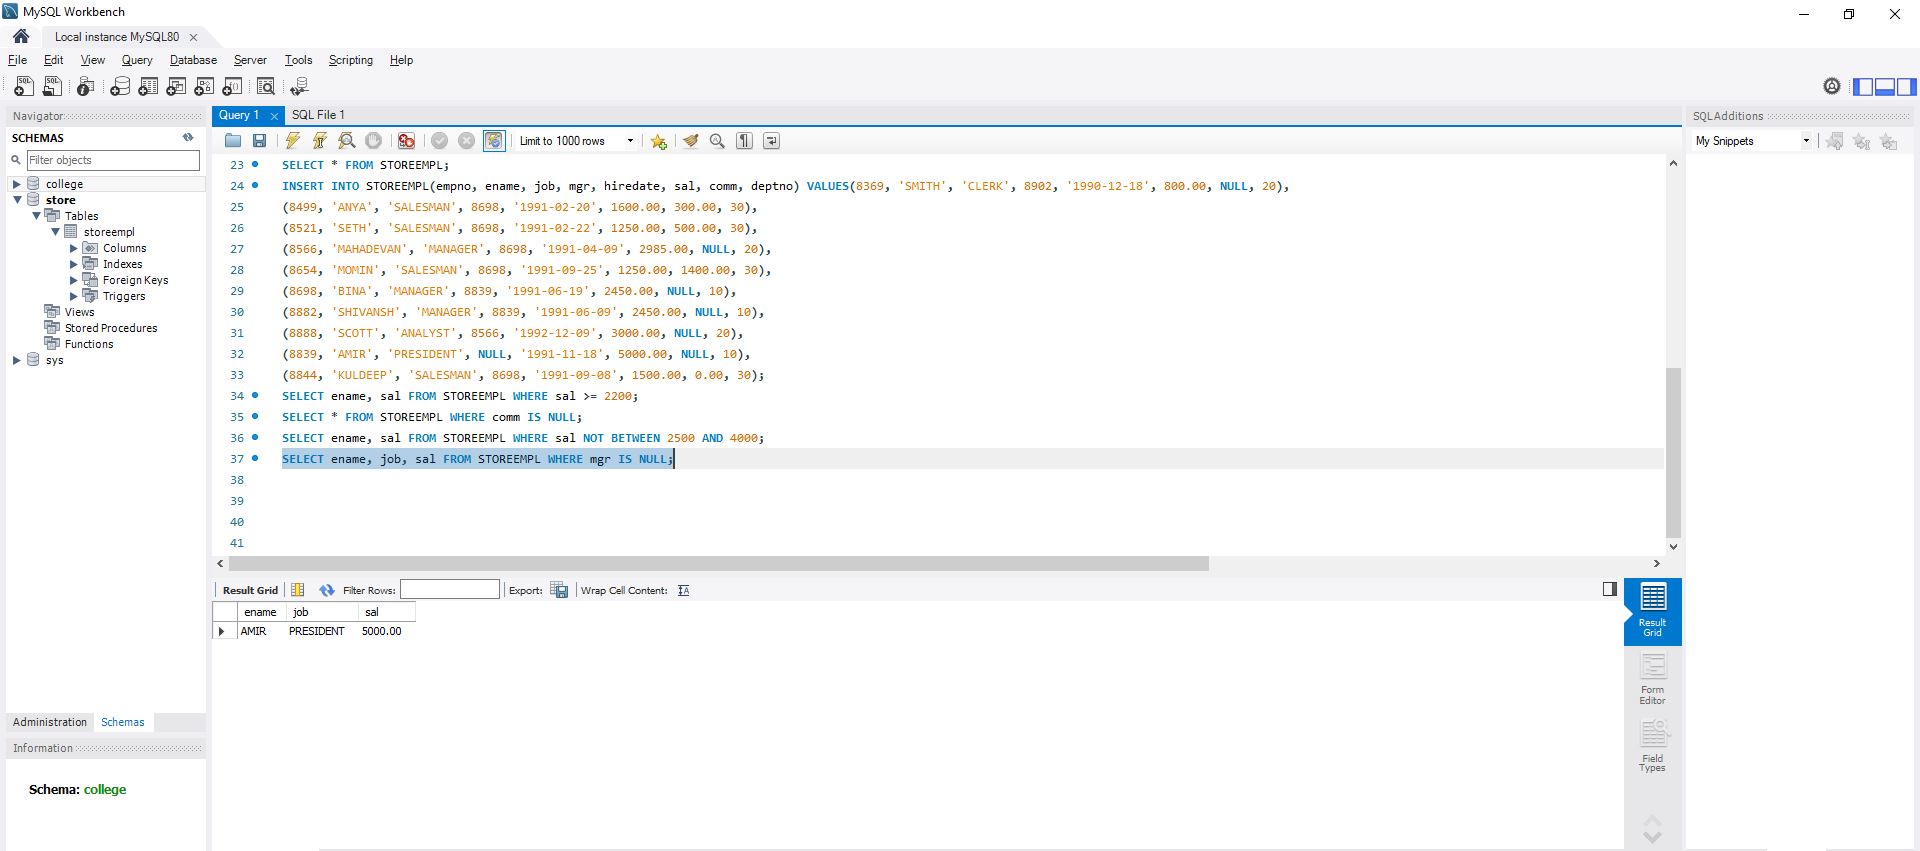 MySQL Workbench
Local instance MySQL80
File Edit View Query Database Server Tools Scripting Help
Navigator
SCHEMAS
Filter objects
college
store
Tables
storeempl
Columns
Indexes
Foreign Keys
Triggers
Views
Stored Procedures
Functions
sys
Administration Schemas
Information
Schema: college
Query 1 SQL File 1
Limit to 1000 rows
23 SELECT * FROM STOREEMPL;
24 INSERT INTO STOREEMPL(empno, ename, job, mgr, hiredate, sal, comm, deptno) VALUES(8369, 'SMITH', 'CLERK', 8902, '1990-12-18', 800.00, NULL, 20),
25 (8499, 'ANYA', 'SALESMAN', 8698, '1991-02-20', 1600.00, 300.00, 30),
26 (8521, 'SETH', 'SALESMAN', 8698, '1991-02-22', 1250.00, 500.00, 30),
27 (8566, 'MAHADEVAN', 'MANAGER', 8698, '1991-04-09', 2985.00, NULL, 20),
28 (8654, 'MOMIN', 'SALESMAN', 8698, '1991-09-25', 1250.00, 1400.00, 30),
29 (8698, 'BINA', 'MANAGER', 8839, '1991-06-19', 2450.00, NULL, 10),
30 (8882, 'SHIVANSH', 'MANAGER', 8839, '1991-06-09', 2450.00, NULL, 10),
31 (8888, 'SCOTT', 'ANALYST', 8566, '1992-12-09', 3000.00, NULL, 20),
32 (8839, 'AMIR', 'PRESIDENT', NULL, '1991-11-18', 5000.00, NULL, 10),
33 (8844, 'KULDEEP', 'SALESMAN', 8698, '1991-09-08', 1500.00, 0.00, 30);
34 SELECT ename, sal FROM STOREEMPL WHERE sal >= 2200;
35 SELECT * FROM STOREEMPL WHERE comm IS NULL;
36 SELECT ename, sal FROM STOREEMPL WHERE sal NOT BETWEEN 2500 AND 4000;
37 SELECT ename, job, sal FROM STOREEMPL WHERE mgr IS NULL;
38
39
40
41
Result Grid Filter Rows: Export: Wrap Cell Content:
ename job sal
AMIR PRESIDENT 5000.00
Result
Grid
Form
Editor
Field
Types
SQLAdditions
My Snippets